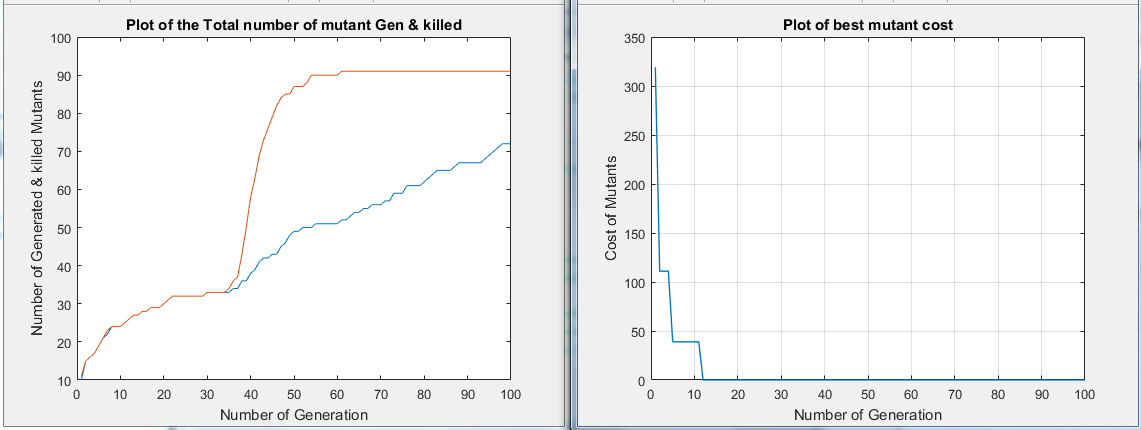 Plot of the Total number of mutant Gen & killed
Number of Generated & killed Mutants
100
90
80
70
60
50
40
30
20
10
0 10 20 30 40 50 60 70 80 90 100
Number of Generation
Plot of best mutant cost
Cost of Mutants
350
300
250
200
150
100
50
0
0 10 20 30 40 50 60 70 80 90 100
Number of Generation